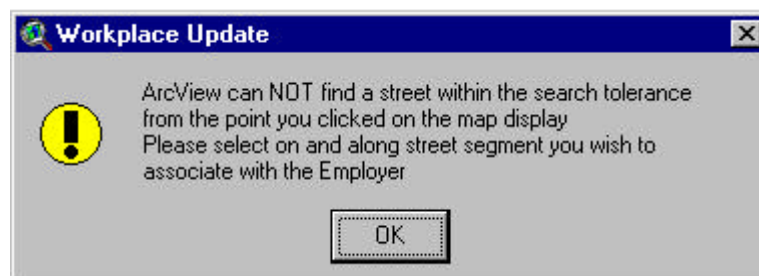 Workplace Update
ArcView can NOT find a street within the search tolerance
from the point you clicked on the map display
Please select on and along street segment you wish to
associate with the Employer
OK